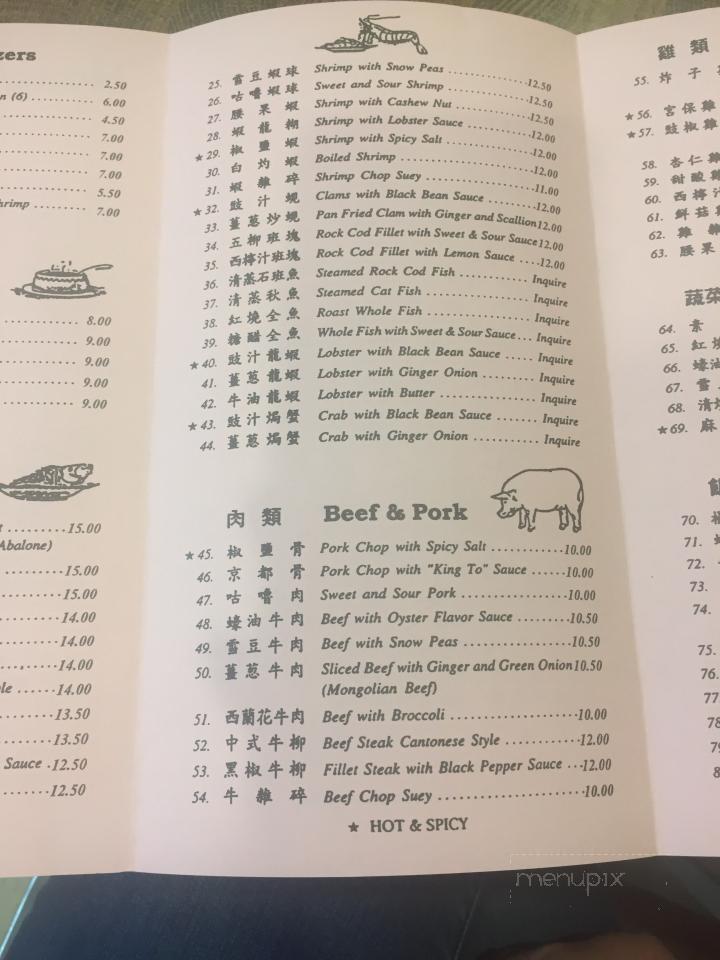 zers
2.50
n (6) 6.00
4.50
7.00
7.00
7.00
5.50
hrimp 7.00
8.00
9.00
9.00
9.00
9.00
15.00
Abalone)
15.00
15.00
14.00
14.00
14.00
le 14.00
13.50
13.50
Sauce 12.50
12.50
25. 雪豆蝦球 Shrimp with Snow Peas 12.50
26. 咕嚕蝦球 Sweet and Sour Shrimp 12.50
27. 腰果蝦 Shrimp with Cashew Nut 12.50
28. 蝦龍糊 Shrimp with Lobster Sauce 12.00
★ 29. 椒鹽蝦 Shrimp with Spicy Salt 12.00
30. 白灼蝦 Boiled Shrimp 12.00
31. 蝦雜碎 Shrimp Chop Suey 11.00
★ 32. 豉汁蜆 Clams with Black Bean Sauce 12.00
33. 薑蔥炒蜆 Pan Fried Clam with Ginger and Scallion 12.00
34. 五柳班塊 Rock Cod Fillet with Sweet & Sour Sauce 12.00
35. 西檸汁班塊 Rock Cod Fillet with Lemon Sauce 12.00
36. 清蒸石班魚 Steamed Rock Cod Fish Inquire
37. 清蒸秋魚 Steamed Cat Fish Inquire
38. 紅燒全魚 Roast Whole Fish Inquire
39. 糖醋全魚 Whole Fish with Sweet & Sour Sauce Inquire
★ 40. 豉汁龍蝦 Lobster with Black Bean Sauce Inquire
41. 薑蔥龍蝦 Lobster with Ginger Onion Inquire
42. 牛油龍蝦 Lobster with Butter Inquire
★ 43. 豉汁焗蟹 Crab with Black Bean Sauce Inquire
44. 薑蔥焗蟹 Crab with Ginger Onion Inquire
肉類 Beef & Pork
★ 45. 椒鹽骨 Pork Chop with Spicy Salt 10.00
46. 京都骨 Pork Chop with "King To" Sauce 10.00
47. 咕嚕肉 Sweet and Sour Pork 10.00
48. 蠔油牛肉 Beef with Oyster Flavor Sauce 10.50
49. 雪豆牛肉 Beef with Snow Peas 10.50
50. 薑蔥牛肉 Sliced Beef with Ginger and Green Onion 10.50
(Mongolian Beef)
51. 西蘭花牛肉 Beef with Broccoli 10.00
52. 中式牛柳 Beef Steak Cantonese Style 12.00
53. 黑椒牛柳 Fillet Steak with Black Pepper Sauce 12.00
54. 牛雜碎 Beef Chop Suey 10.00
★ HOT & SPICY
雞類
55. 炸子
★ 56. 宮保雞
★ 57. 豉椒雞
58. 杏仁雞
59. 甜酸雞
60. 西檸汁
61. 鮮菇
62. 雞雜
63. 腰果
蔬菜
64. 素
65. 紅燒
66. 蠔油
67. 雪
68. 清炒
★ 69. 麻
70.
71.
72.
73.
74.
75.
76.
77.
78
79
8
menupix